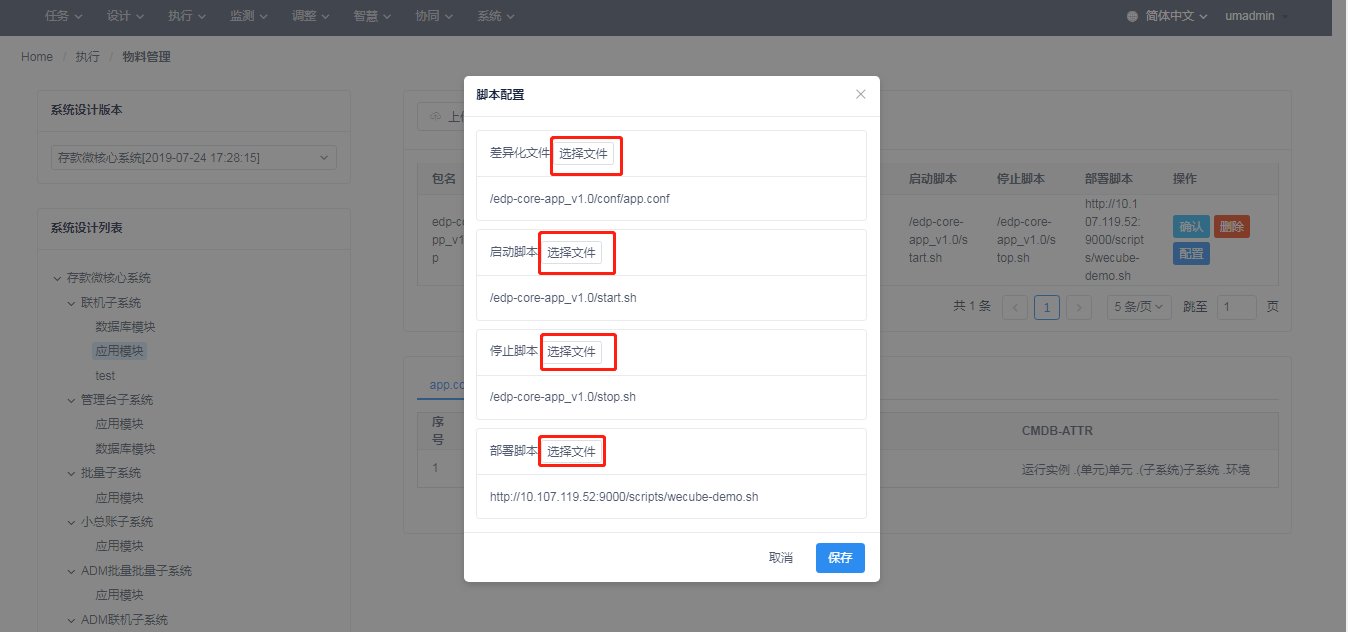 任务 设计 执行 监测 调整 智慧 协同 系统 简体中文 umadmin
Home / 执行 / 物料管理
系统设计版本
存款微核心系统[2019-07-24 17:28:15]
系统设计列表
存款微核心系统
联机子系统
数据库模块
应用模块
test
管理台子系统
应用模块
数据库模块
批量子系统
应用模块
小总账子系统
应用模块
ADM批量批量子系统
应用模块
ADM联机子系统
脚本配置
差异化文件 选择文件
/edp-core-app_v1.0/conf/app.conf
启动脚本 选择文件
/edp-core-app_v1.0/start.sh
停止脚本 选择文件
/edp-core-app_v1.0/stop.sh
部署脚本 选择文件
http://10.107.119.52:9000/scripts/wecube-demo.sh
取消 保存
包名 启动脚本 停止脚本 部署脚本 操作
edp-co
pp_v1
p
/edp-core-
app_v1.0/s
tart.sh
/edp-core-
app_v1.0/s
top.sh
http://10.1
07.119.52:
9000/script
s/wecube-
demo.sh
确认 删除
配置
共 1 条 1 5 条/页 跳至 1 页
app.co
序
号
CMDB-ATTR
1 运行实例 .(单元)单元 .(子系统)子系统 .环境